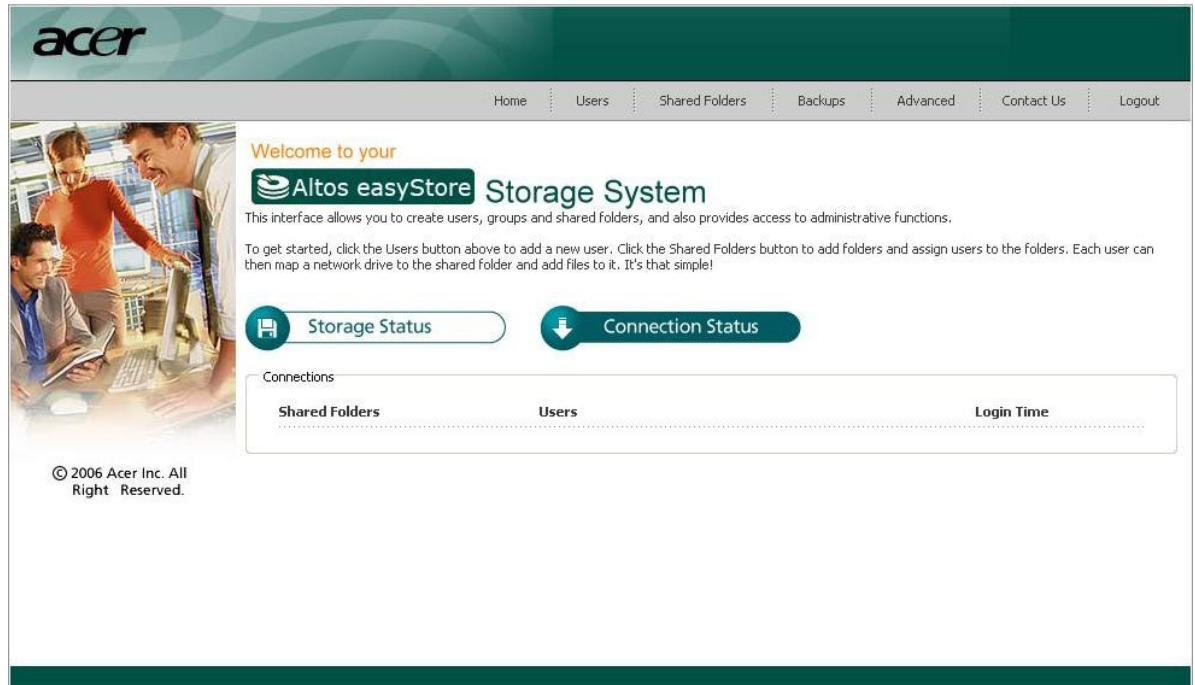 acer
Home Users Shared Folders Backups Advanced Contact Us Logout
Welcome to your
Altos easyStore Storage System
This interface allows you to create users, groups and shared folders, and also provides access to administrative functions.
To get started, click the Users button above to add a new user. Click the Shared Folders button to add folders and assign users to the folders. Each user can
then map a network drive to the shared folder and add files to it. It's that simple!
Storage Status Connection Status
Connections
Shared Folders Users Login Time
© 2006 Acer Inc. All
Right Reserved.